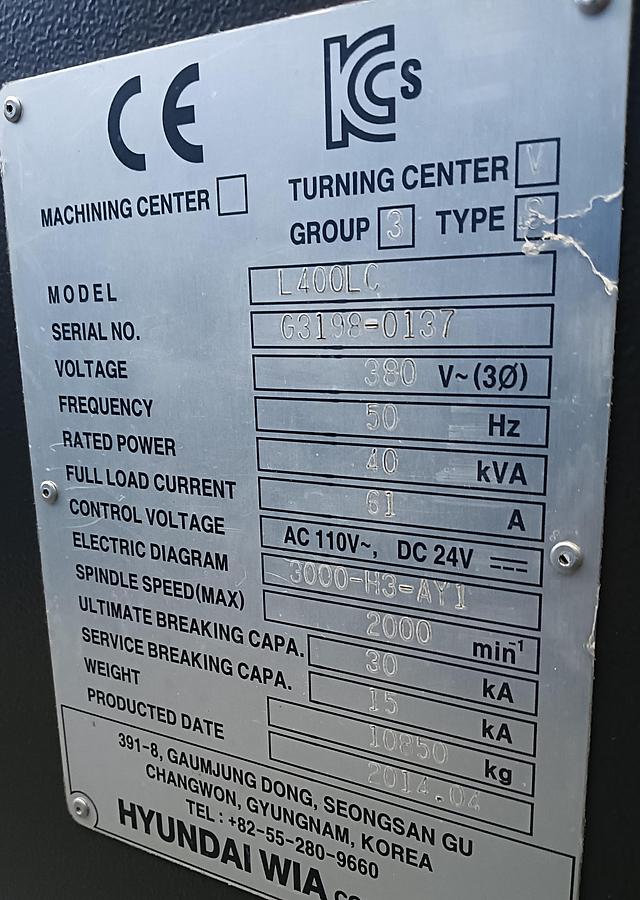 CE KCs
MACHINING CENTER TURNING CENTER V
GROUP 3 TYPE
MODEL L400LC
SERIAL NO. G3198-0137
VOLTAGE 380 V~(3Ø)
FREQUENCY 50 Hz
RATED POWER 40 kVA
FULL LOAD CURRENT 61 A
CONTROL VOLTAGE AC 110V~, DC 24V
ELECTRIC DIAGRAM 3000-H3-AY1
SPINDLE SPEED(MAX) 2000 min⁻¹
ULTIMATE BREAKING CAPA. 30 kA
SERVICE BREAKING CAPA. 15 kA
WEIGHT 10850 kg
PRODUCTED DATE 2014.04
391-8, GAUMJUNG DONG, SEONGSAN GU
CHANGWON, GYUNGNAM, KOREA
TEL : +82-55-280-9660
HYUNDAI WIA